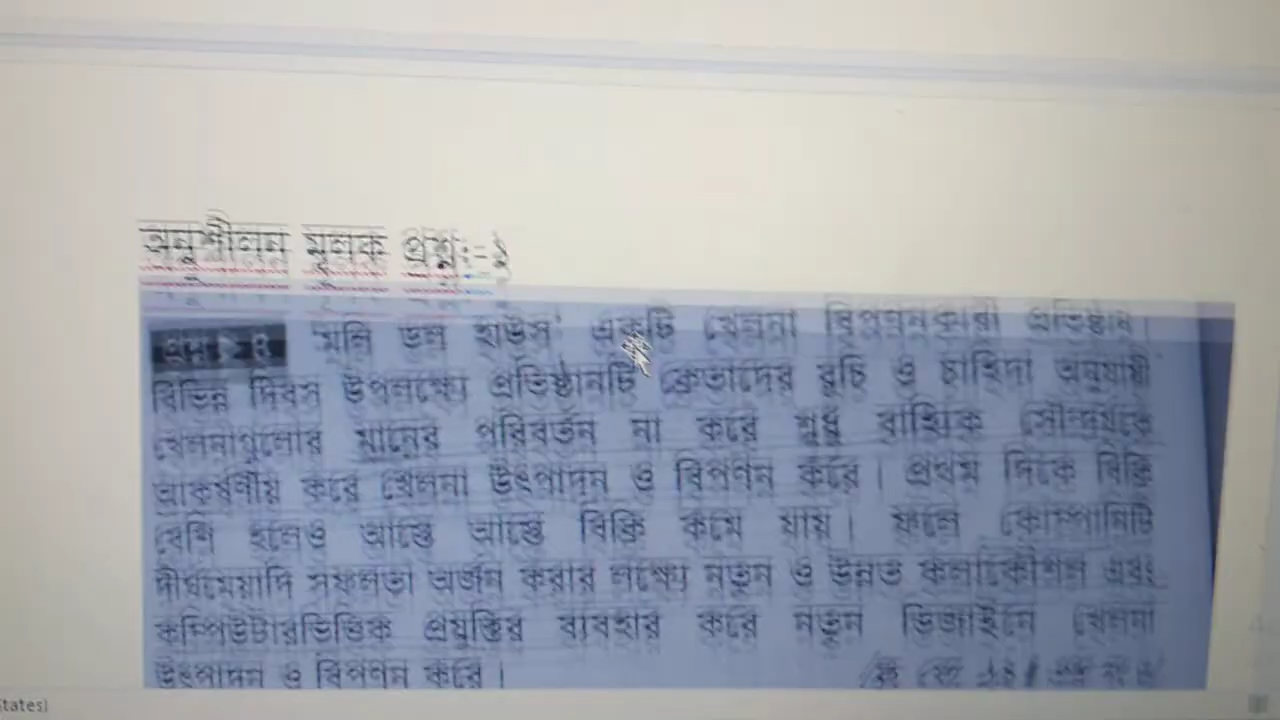 অনুশীলন মূলক প্রশ্ন:-১
প্রশ্ন ▶ 8 মুনি ডল হাউস' একটি খেলনা বিপণনকারী প্রতিষ্ঠান।
বিভিন্ন দিবস উপলক্ষ্যে প্রতিষ্ঠানটি ক্রেতাদের রুচি ও চাহিদা অনুযায়ী
খেলনাগুলোর মানের পরিবর্তন না করে শুধু বাহ্যিক সৌন্দর্যকে
আকর্ষণীয় করে খেলনা উৎপাদন ও বিপণন করে। প্রথম দিকে বিক্রি
বেশি হলেও আস্তে আস্তে বিক্রি কমে যায়। ফলে কোম্পানিটি
দীর্ঘমেয়াদি সফলতা অর্জন করার লক্ষ্যে নতুন ও উন্নত কলাকৌশল এবং
কম্পিউটারভিত্তিক প্রযুক্তির ব্যবহার করে নতুন ডিজাইনে খেলনা
উৎপাদন ও বিপণন করে।
States)